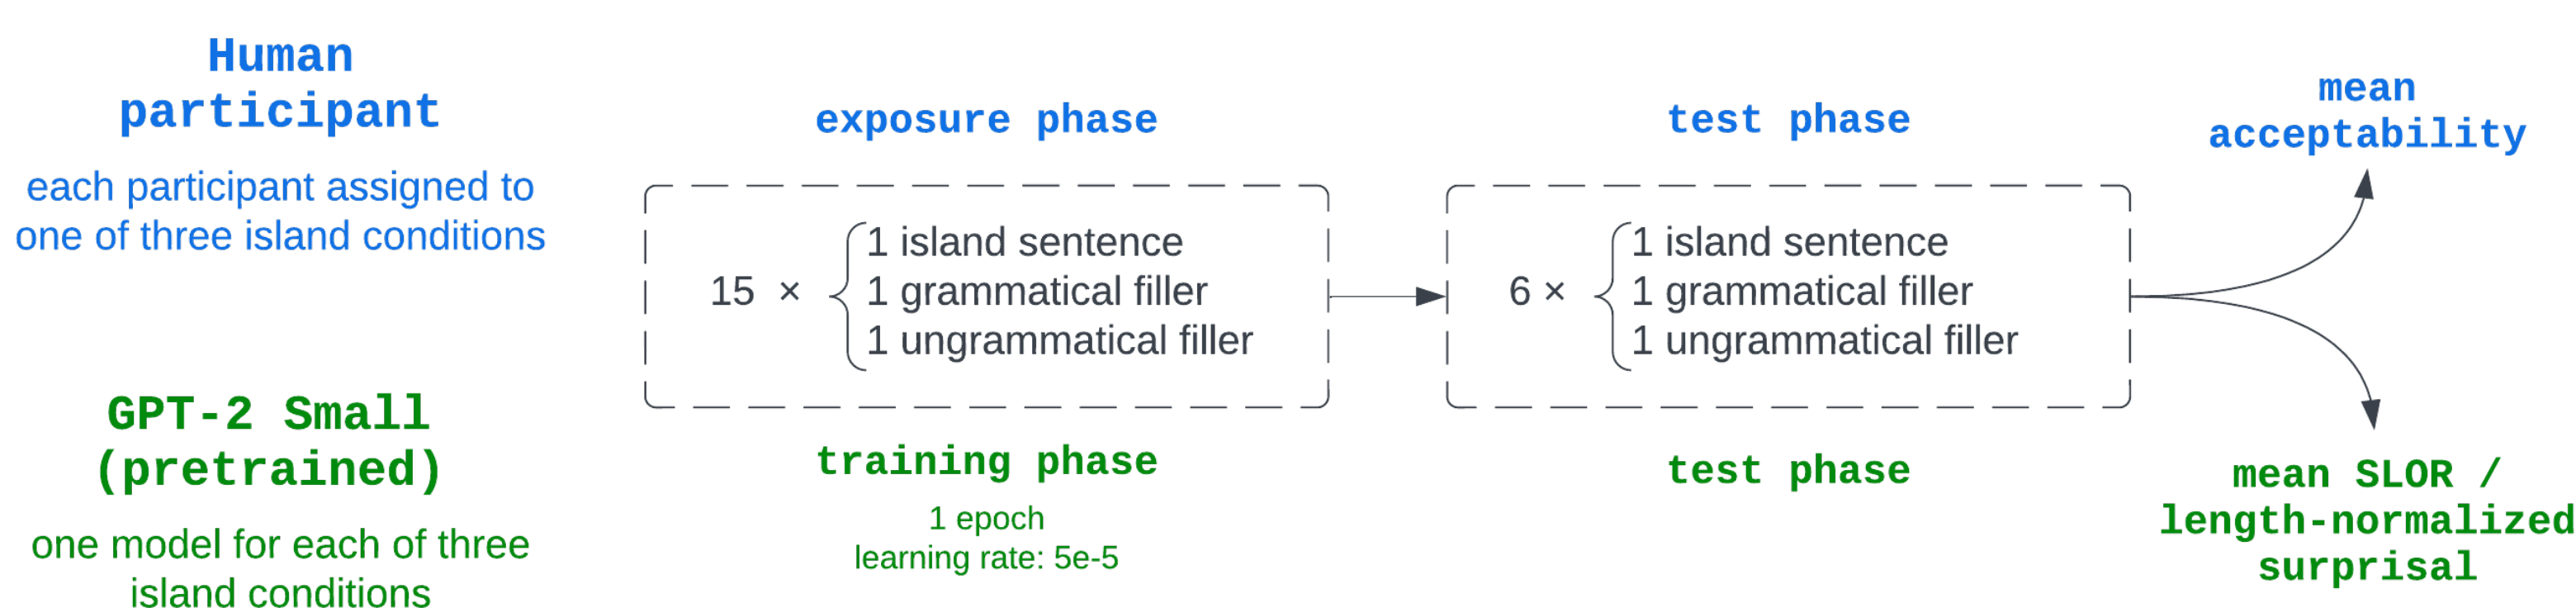 Human
participant
each participant assigned to
one of three island conditions
GPT-2 Small
(pretrained)
one model for each of three
island conditions
exposure phase
15 ×
1 island sentence
1 grammatical filler
1 ungrammatical filler
training phase
1 epoch
learning rate: 5e-5
test phase
6 ×
1 island sentence
1 grammatical filler
1 ungrammatical filler
test phase
mean
acceptability
mean SLOR /
length-normalized
surprisal